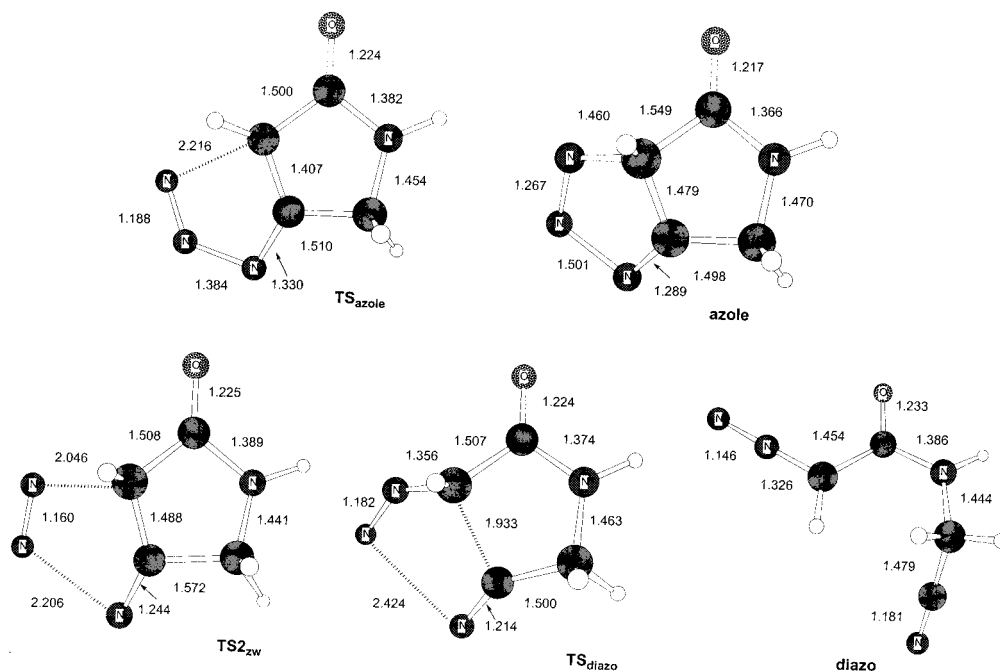 O
1.224
1.500
1.382
N
2.216
1.407
1.454
N
1.188
N
1.510
N
1.384
1.330
TSazole
O
1.217
1.549
1.366
1.460
N
N
1.267
1.479
1.470
N
1.501
N
1.498
1.289
azole
O
1.225
1.508
1.389
2.046
N
N
1.160
1.488
1.441
N
1.572
2.206
N
1.244
TS2zw
O
1.224
1.507
1.374
1.356
N
N
1.182
1.933
1.463
N
2.424
1.500
N
1.214
TSdiazo
O
1.233
N
1.454
1.386
N
N
1.146
1.326
1.444
1.479
1.181
N
diazo